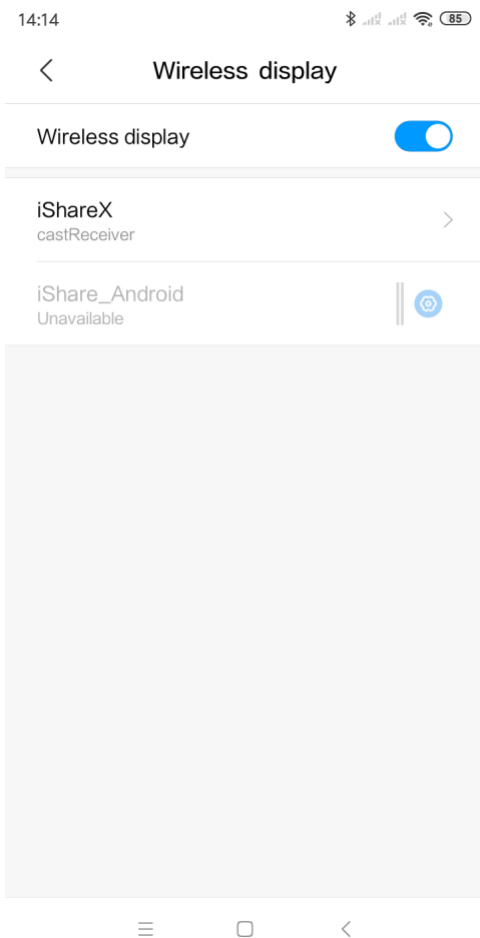 14:14
85
Wireless display
Wireless display
iShareX
castReceiver
iShare_Android
Unavailable